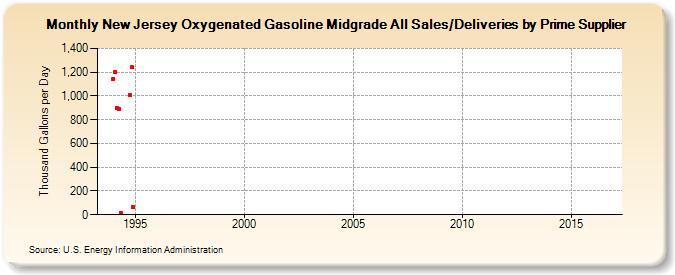 Monthly New Jersey Oxygenated Gasoline Midgrade All Sales/Deliveries by Prime Supplier
Thousand Gallons per Day
1,400
1,200
1,000
800
600
400
200
0
1995 2000 2005 2010 2015
Source: U.S. Energy Information Administration